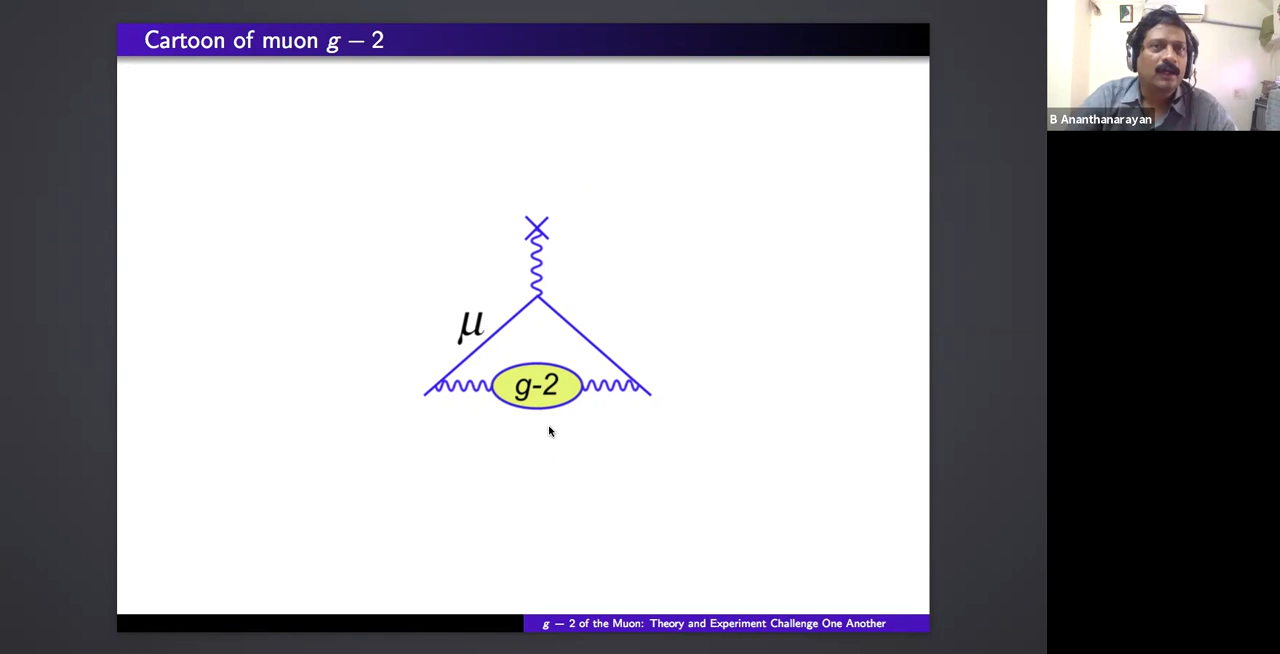 Cartoon of muon g − 2
B Ananthanarayan
μ
g-2
g − 2 of the Muon: Theory and Experiment Challenge One Another